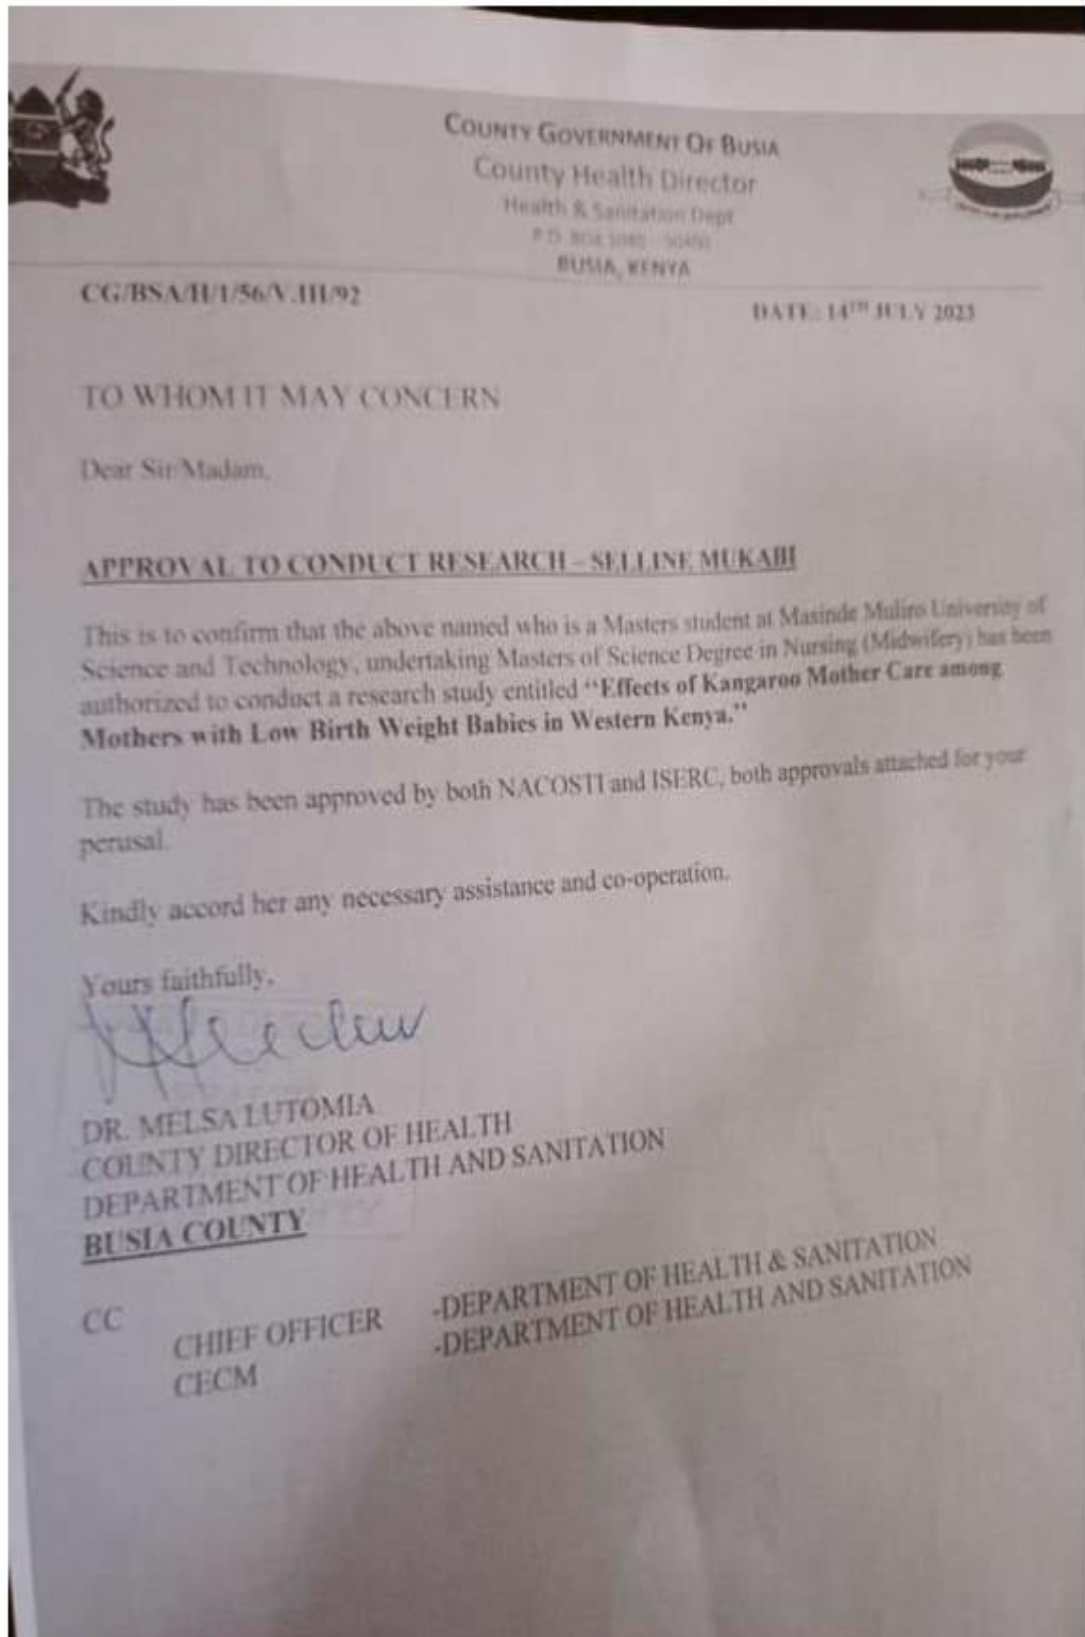 COUNTY GOVERNMENT OF BUSIA
County Health Director
Health & Sanitation Dept
P.O. BOX
BUSIA, KENYA
CG/BSA/H/1/56/V.III/92
DATE: 14TH JULY 2023
TO WHOM IT MAY CONCERN
Dear Sir/Madam,
APPROVAL TO CONDUCT RESEARCH – SELLINE MUKABI
This is to confirm that the above named who is a Masters student at Masinde Muliro University of
Science and Technology, undertaking Masters of Science Degree in Nursing (Midwifery) has been
authorized to conduct a research study entitled “Effects of Kangaroo Mother Care among
Mothers with Low Birth Weight Babies in Western Kenya.”
The study has been approved by both NACOSTI and ISERC, both approvals attached for your
perusal.
Kindly accord her any necessary assistance and co-operation.
Yours faithfully,
DR. MELSA LUTOMIA
COUNTY DIRECTOR OF HEALTH
DEPARTMENT OF HEALTH AND SANITATION
BUSIA COUNTY
CC
CHIEF OFFICER -DEPARTMENT OF HEALTH & SANITATION
CECM -DEPARTMENT OF HEALTH AND SANITATION